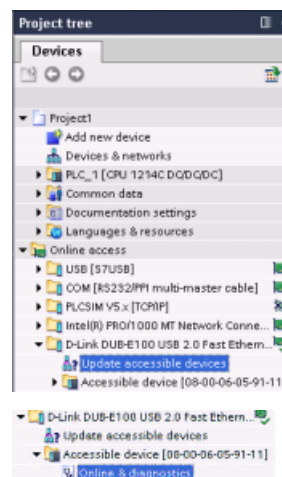 Project tree
Devices
Project1
Add new device
Devices & networks
PLC_1 [CPU 1214C DC/DC/DC]
Common data
Documentation settings
Languages & resources
Online access
USB [S7USB]
COM [RS232/PPI multi-master cable]
PLCSIM V5.x [TCP/IP]
Intel(R) PRO/1000 MT Network Conne...
D-Link DUB-E100 USB 2.0 Fast Ethern...
Update accessible devices
Accessible device [08-00-06-05-91-11
D-Link DUB-E100 USB 2.0 Fast Ethern...
Update accessible devices
Accessible device [08-00-06-05-91-11]
Online & diagnostics